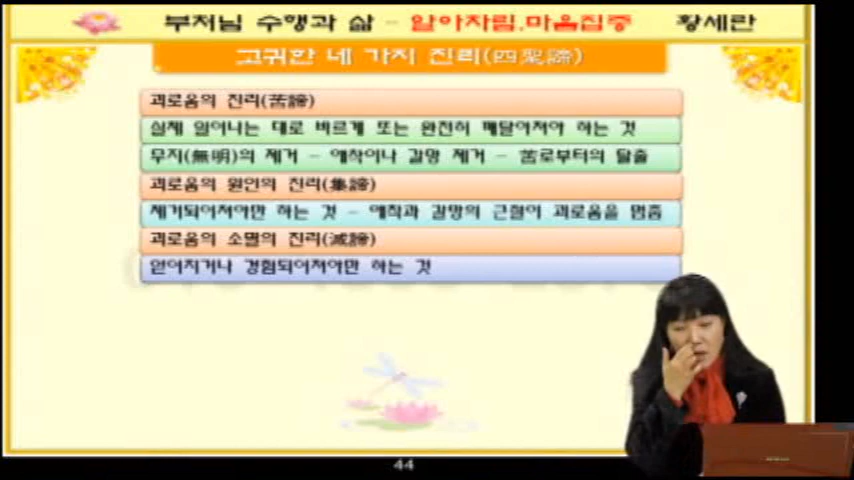 부처님 수행과 삶 - 알아차림.마음집중 황세란
고귀한 네 가지 진리(四聖諦)
괴로움의 진리(苦諦)
실제 일어나는 대로 바르게 또는 완전히 깨달아져야 하는 것
무지(無明)의 제거 - 애착이나 갈망 제거 - 苦로부터의 탈출
괴로움의 원인의 진리(集諦)
제거되어져야만 하는 것 - 애착과 갈망의 근절이 괴로움을 멈춤
괴로움의 소멸의 진리(滅諦)
얻어지거나 경험되어져야만 하는 것
44